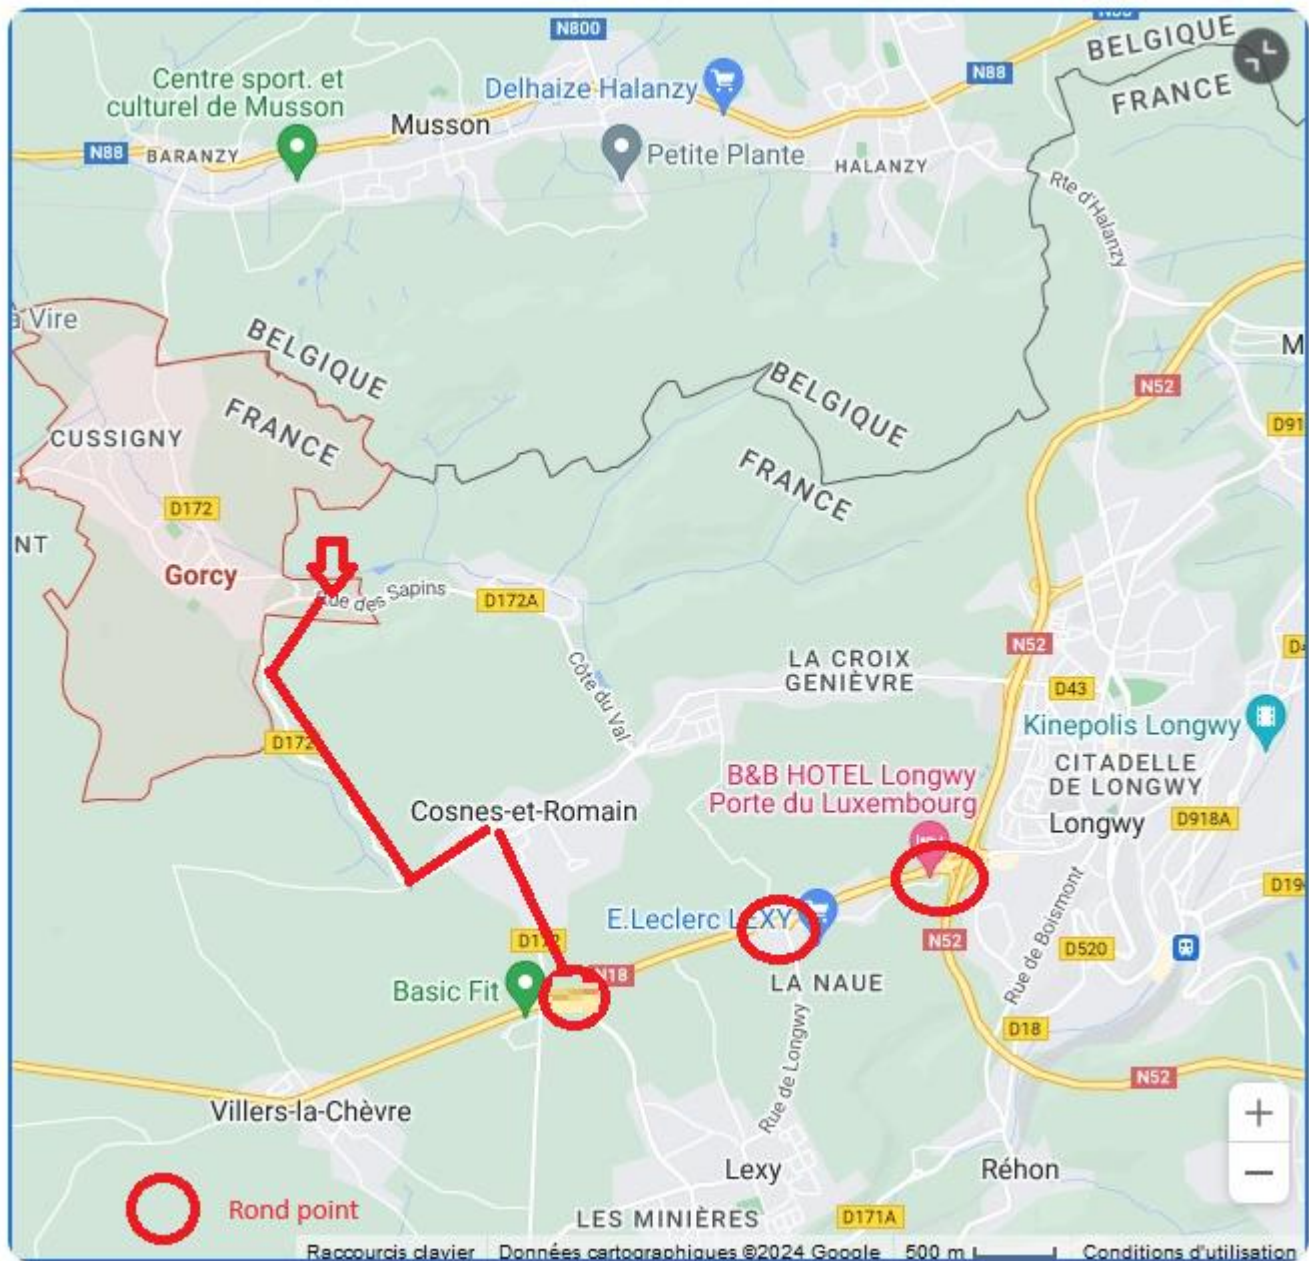 N88
BELGIQUE
N800
FRANCE
Centre sport. et
culturel de Musson
Delhaize Halanzy
N88
Musson
N88
BARANZY
Petite Plante
HALANZY
Rte d'Halanzy
à Vire
BELGIQUE
FRANCE
M
BELGIQUE
N52
FRANCE
CUSSIGNY
D91
D172
NT
Gorcy
Rue des Sapins
D172A
N52
LA CROIX
GENIÈVRE
D43
Côte du Val
D172
Kinepolis Longwy
B&B HOTEL Longwy
Porte du Luxembourg
CITADELLE
DE LONGWY
Cosnes-et-Romain
Longwy
D918A
D19
E.Leclerc LEXY
D172
N52
D520
Rue de Boismont
N18
Basic Fit
LA NAUE
D18
Rue de Longwy
N52
Villers-la-Chèvre
Lexy
Réhon
Rond point
LES MINIÈRES
D171A
Raccourcis clavier Données cartographiques ©2024 Google 500 m Conditions d'utilisation